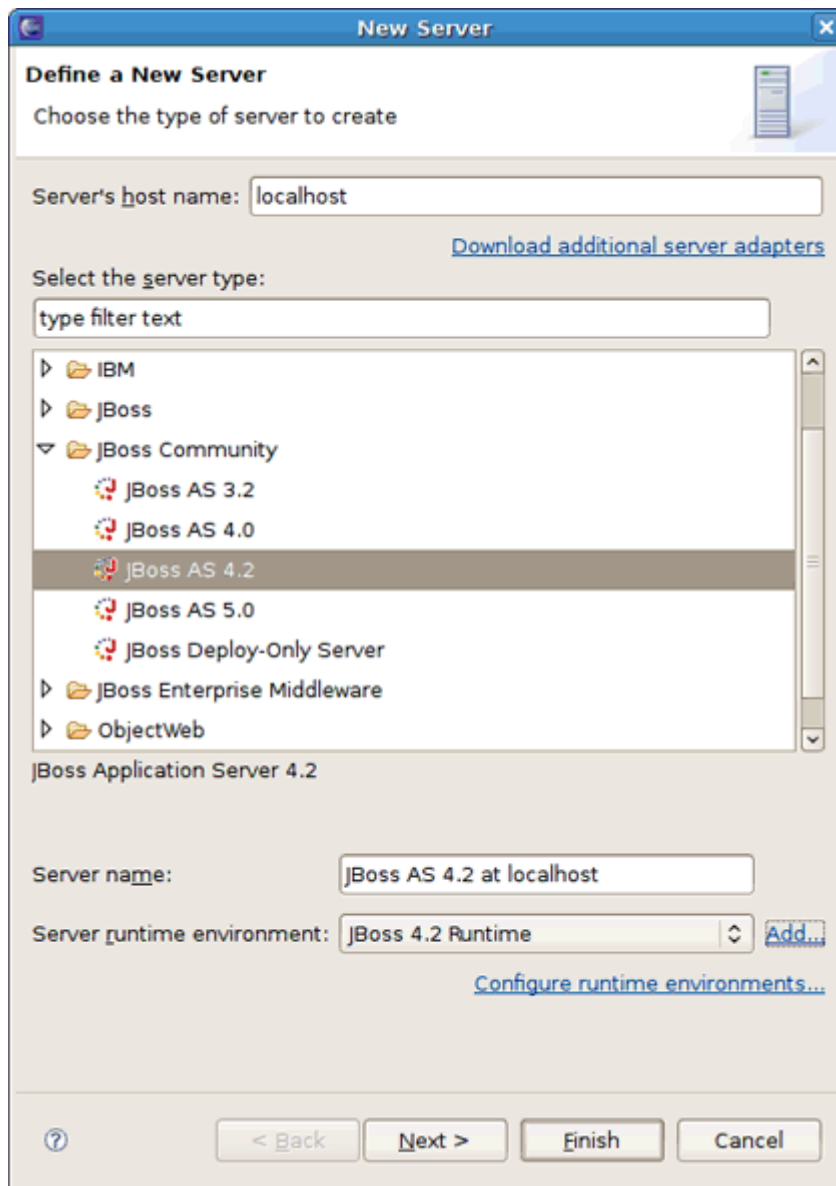 New Server
Define a New Server
Choose the type of server to create
Server's host name: localhost
Download additional server adapters
Select the server type:
type filter text
IBM
JBoss
JBoss Community
JBoss AS 3.2
JBoss AS 4.0
JBoss AS 4.2
JBoss AS 5.0
JBoss Deploy-Only Server
JBoss Enterprise Middleware
ObjectWeb
JBoss Application Server 4.2
Server name: JBoss AS 4.2 at localhost
Server runtime environment: JBoss 4.2 Runtime Add...
Configure runtime environments...
? < Back Next > Finish Cancel